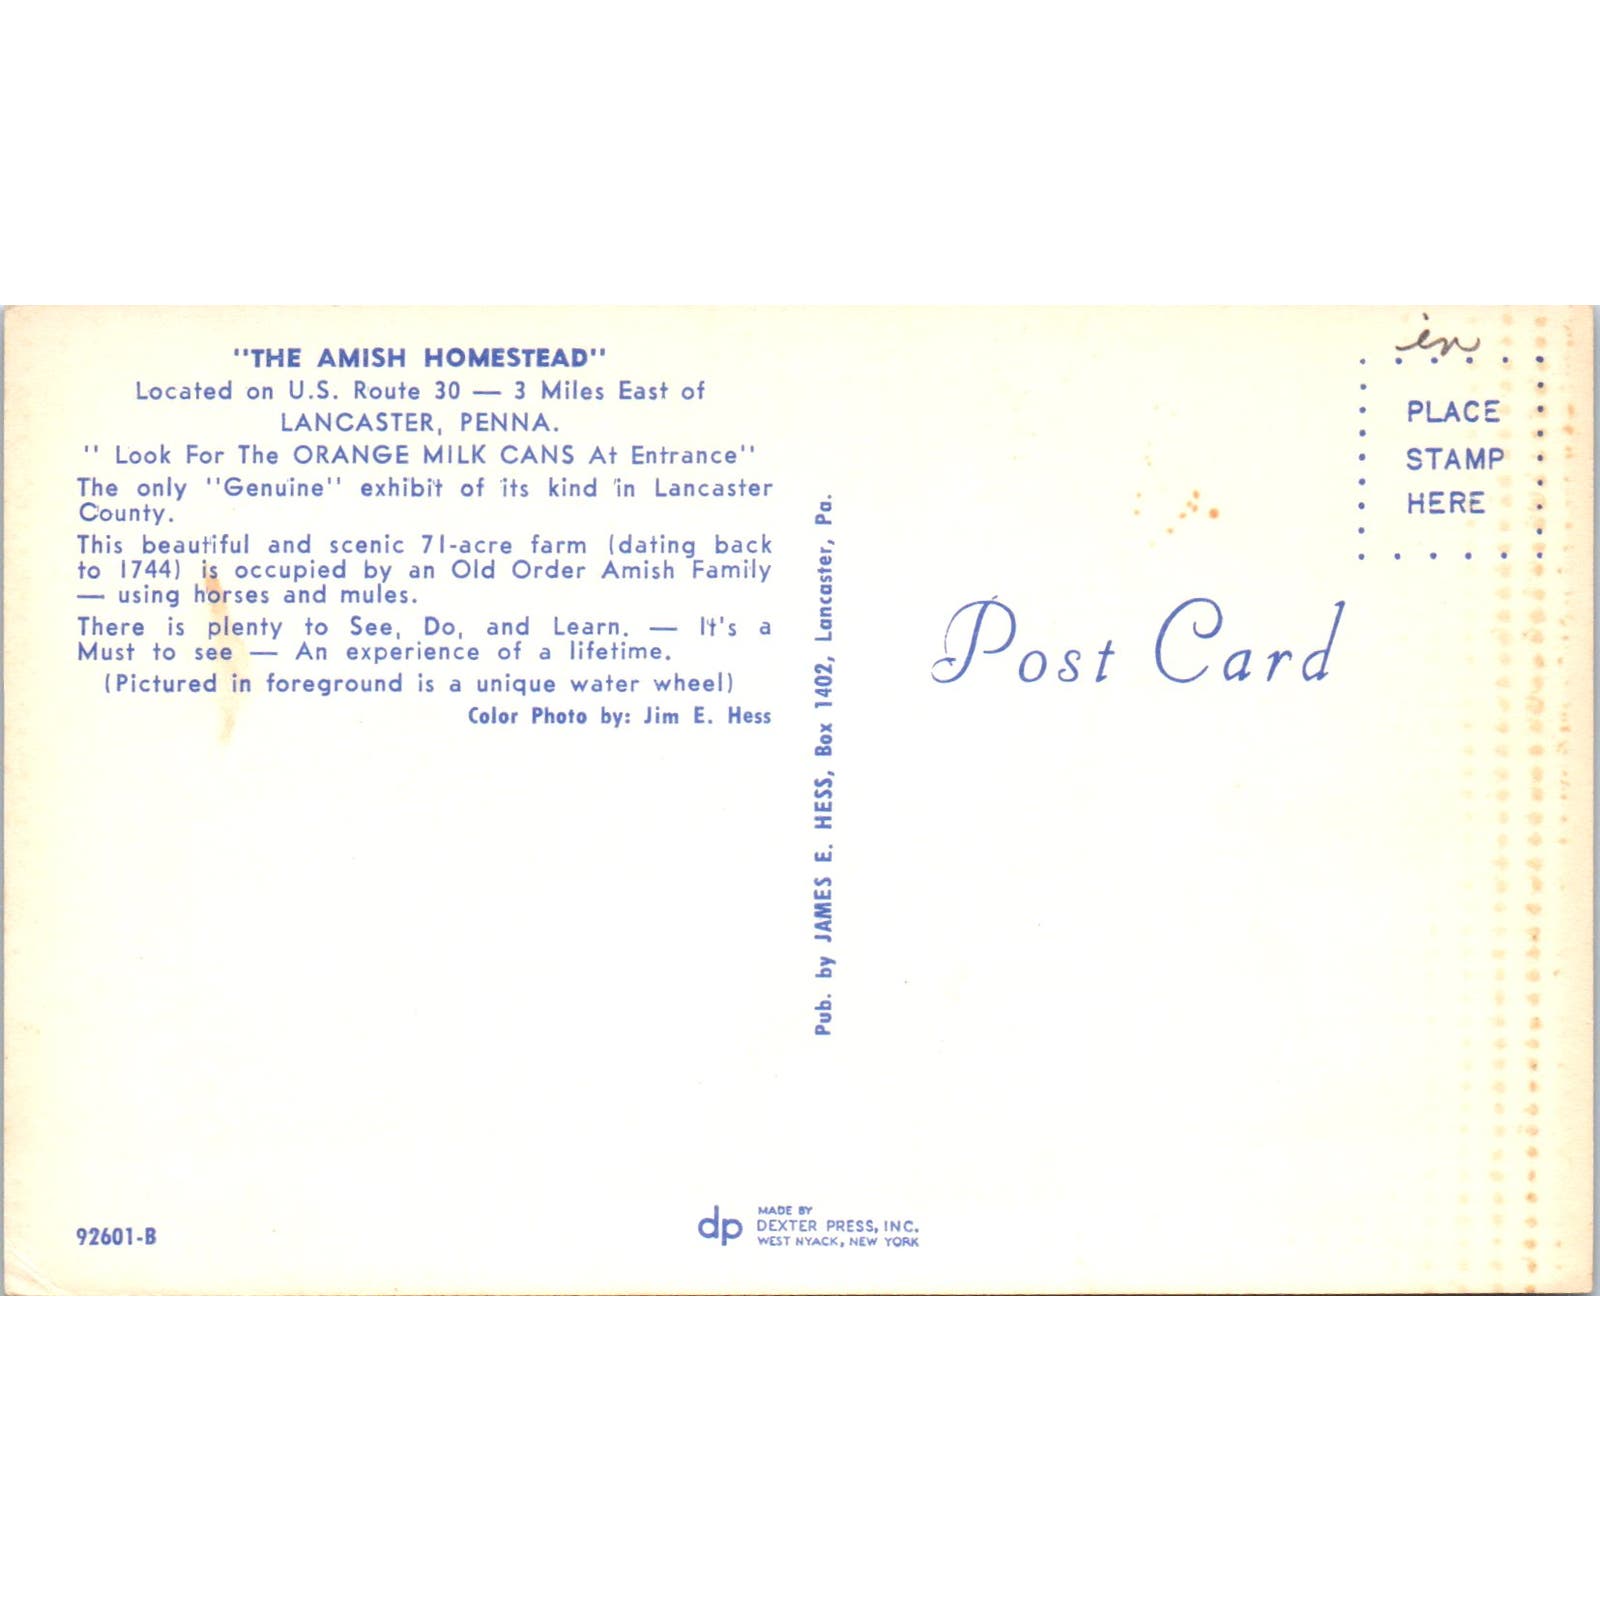 "THE AMISH HOMESTEAD"
Located on U.S. Route 30 — 3 Miles East of
LANCASTER, PENNA.
" Look For The ORANGE MILK CANS At Entrance"
The only "Genuine" exhibit of its kind in Lancaster
County.
This beautiful and scenic 71-acre farm (dating back
to 1744) is occupied by an Old Order Amish Family
— using horses and mules.
There is plenty to See, Do, and Learn. — It's a
Must to see — An experience of a lifetime.
(Pictured in foreground is a unique water wheel)
Color Photo by: Jim E. Hess
92601-B
Pub. by JAMES E. HESS, Box 1402, Lancaster, Pa.
dp
MADE BY
DEXTER PRESS, INC.
WEST NYACK, NEW YORK
Post Card
PLACE
STAMP
HERE